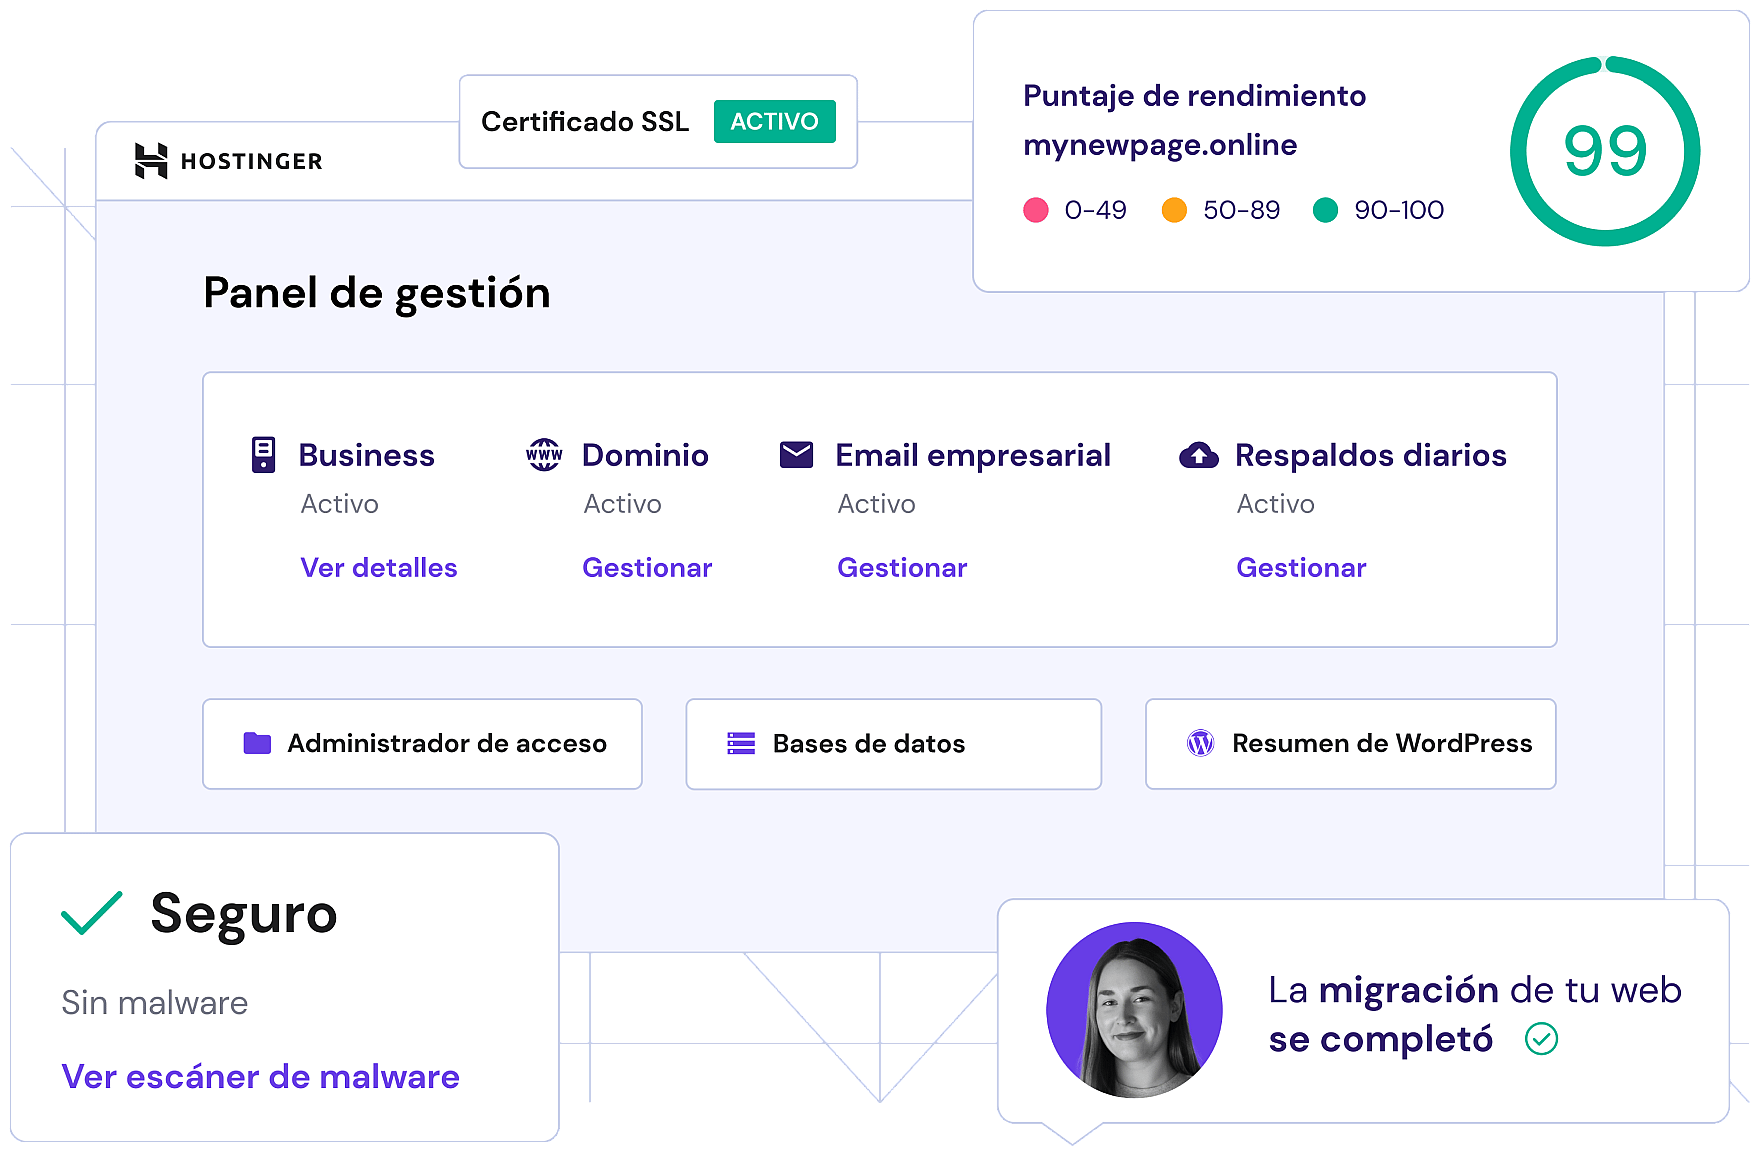 HOSTINGER
Certificado SSL ACTIVO
Puntaje de rendimiento
mynewpage.online
0-49 50-89 90-100
99
Panel de gestión
Business
Activo
Ver detalles
WWW
Dominio
Activo
Gestionar
Email empresarial
Activo
Gestionar
Respaldos diarios
Activo
Gestionar
Administrador de acceso
Bases de datos
Resumen de WordPress
Seguro
Sin malware
Ver escáner de malware
La migración de tu web
se completó